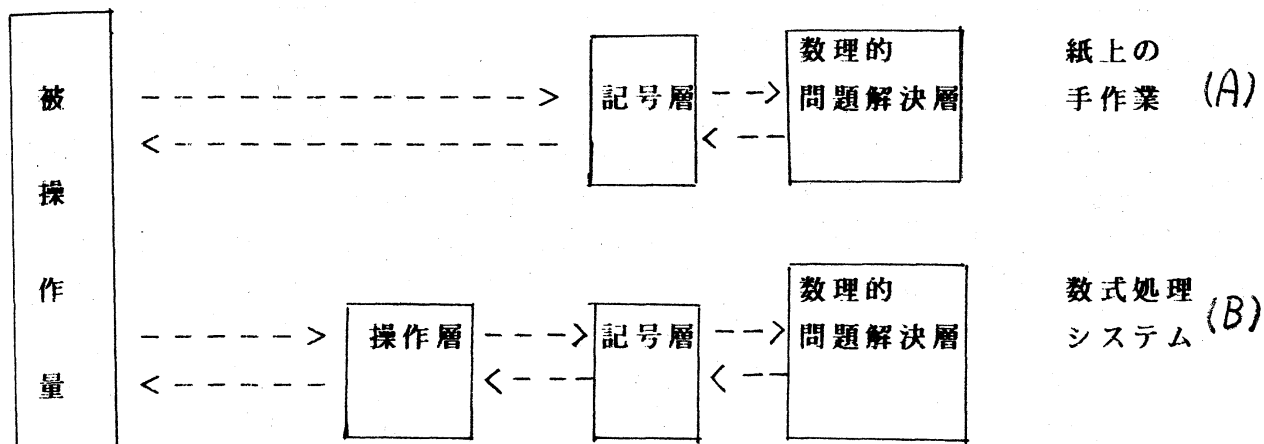 被操作量
記号層
数理的
問題解決層
紙上の
手作業 (A)
操作層
記号層
数理的
問題解決層
数式処理
システム (B)